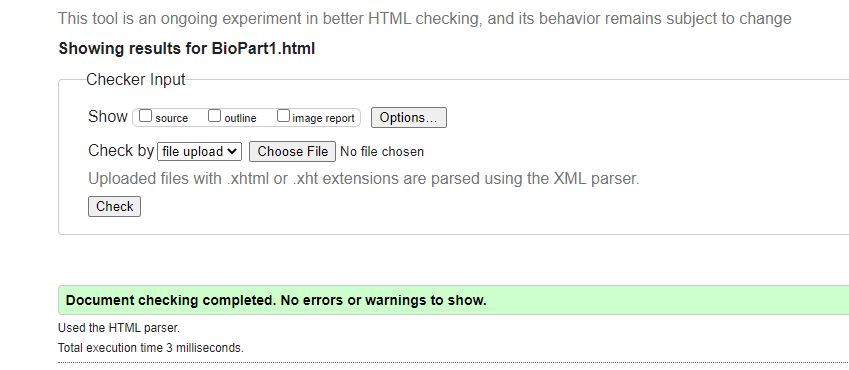 This tool is an ongoing experiment in better HTML checking, and its behavior remains subject to change
Showing results for BioPart1.html
Checker Input
Show source outline image report Options...
Check by file upload Choose File No file chosen
Uploaded files with .xhtml or .xht extensions are parsed using the XML parser.
Check
Document checking completed. No errors or warnings to show.
Used the HTML parser.
Total execution time 3 milliseconds.